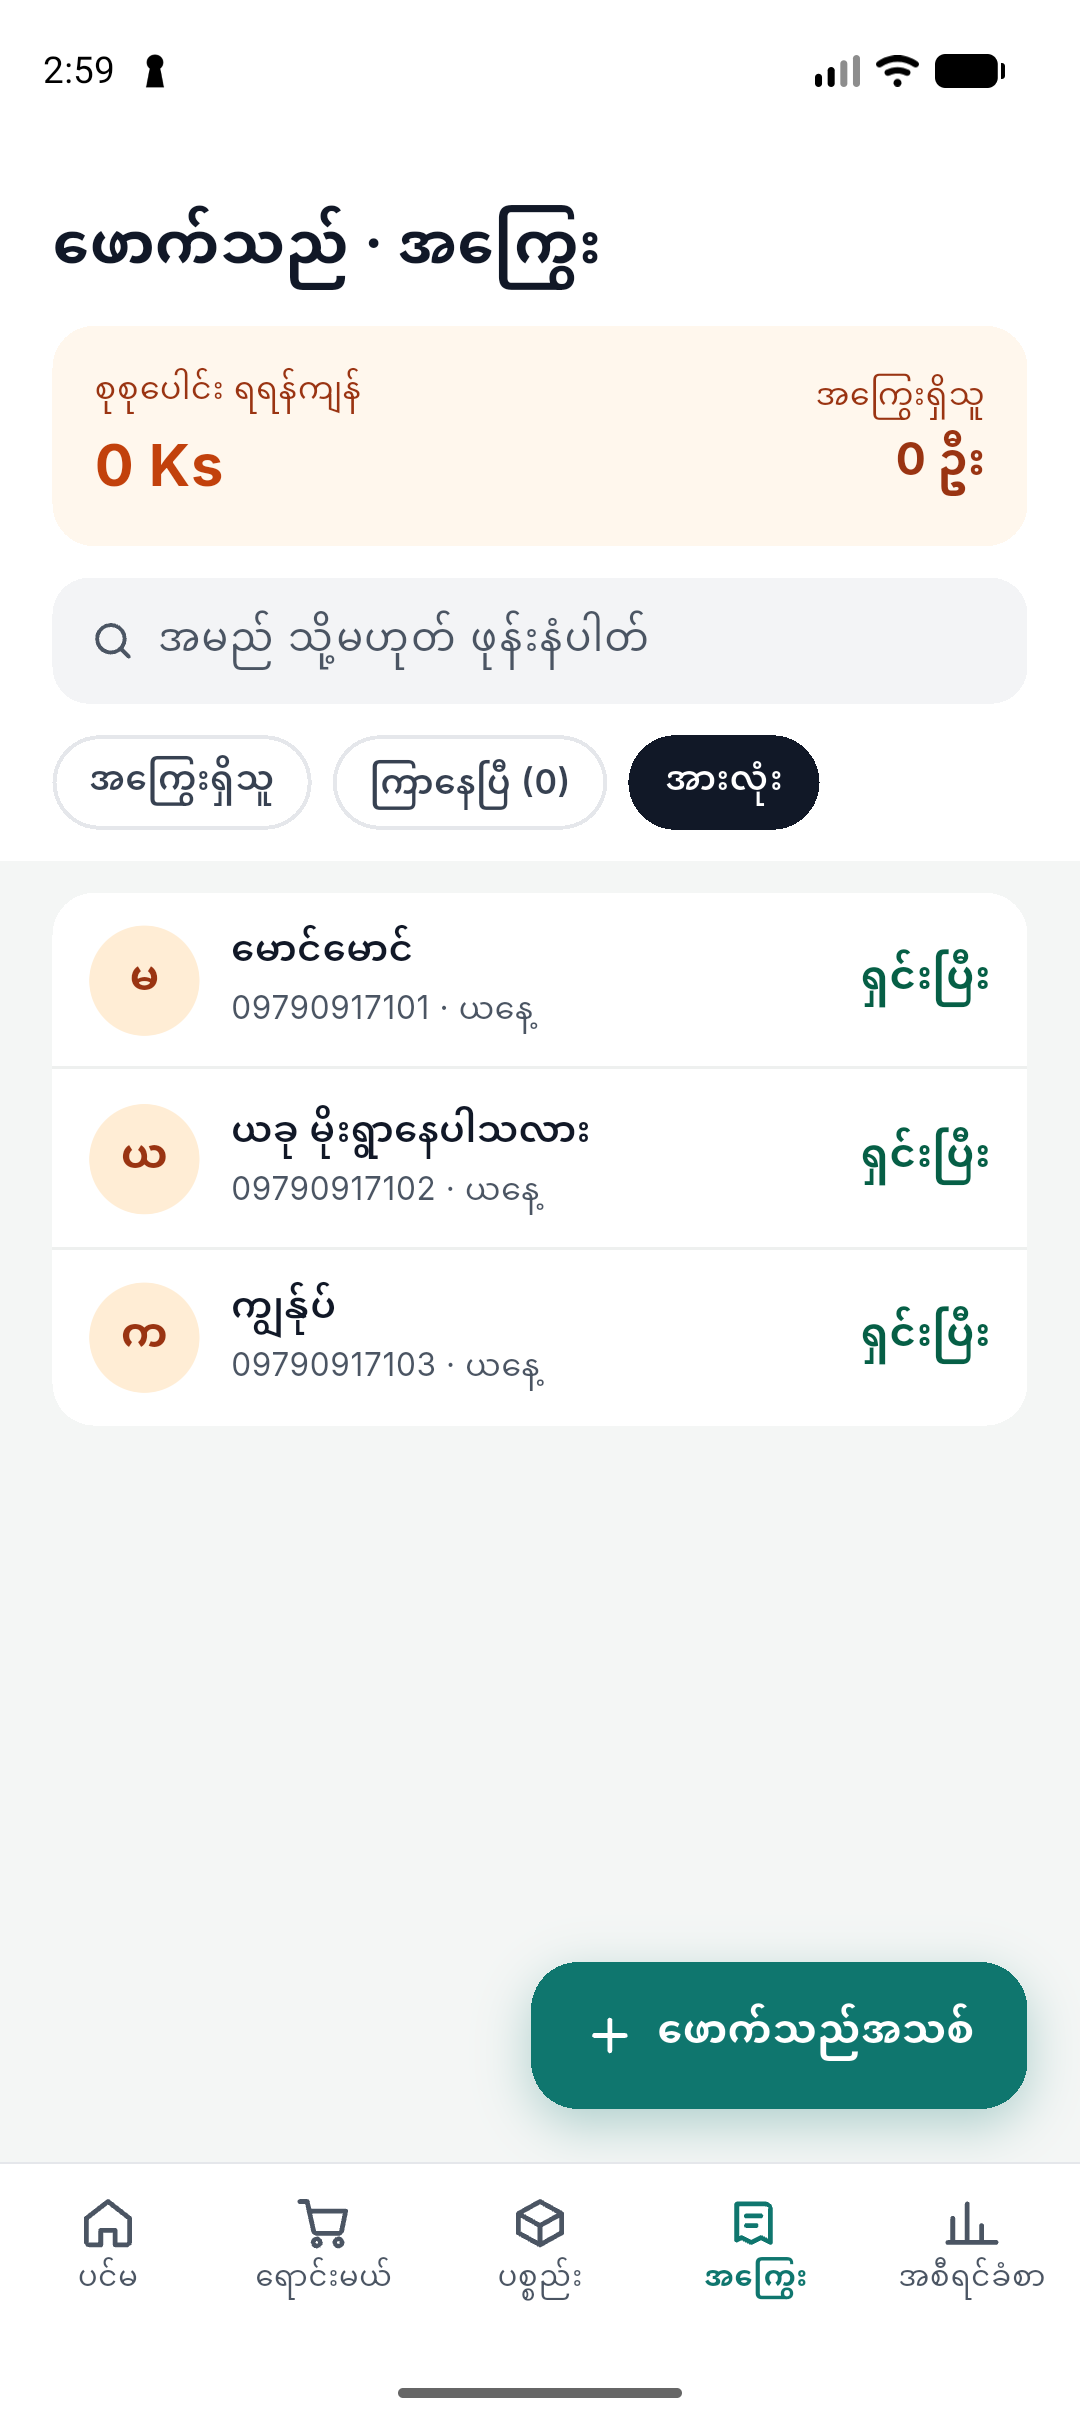 2:59
ဖောက်သည် · အကြွေး
စုစုပေါင်း ရရန်ကျန်
0 Ks
အကြွေးရှိသူ
0 ဦး
အမည် သို့မဟုတ် ဖုန်းနံပါတ်
အကြွေးရှိသူ
ကြာနေပြီ (0)
အားလုံး
မ
မောင်မောင်
09790917101 · ယနေ့
ရှင်းပြီး
ယ
ယခု မိုးရွာနေပါသလား
09790917102 · ယနေ့
ရှင်းပြီး
က
ကျွန်ုပ်
09790917103 · ယနေ့
ရှင်းပြီး
+ ဖောက်သည်အသစ်
ပင်မ
ရောင်းမယ်
ပစ္စည်း
အကြွေး
အစီရင်ခံစာ